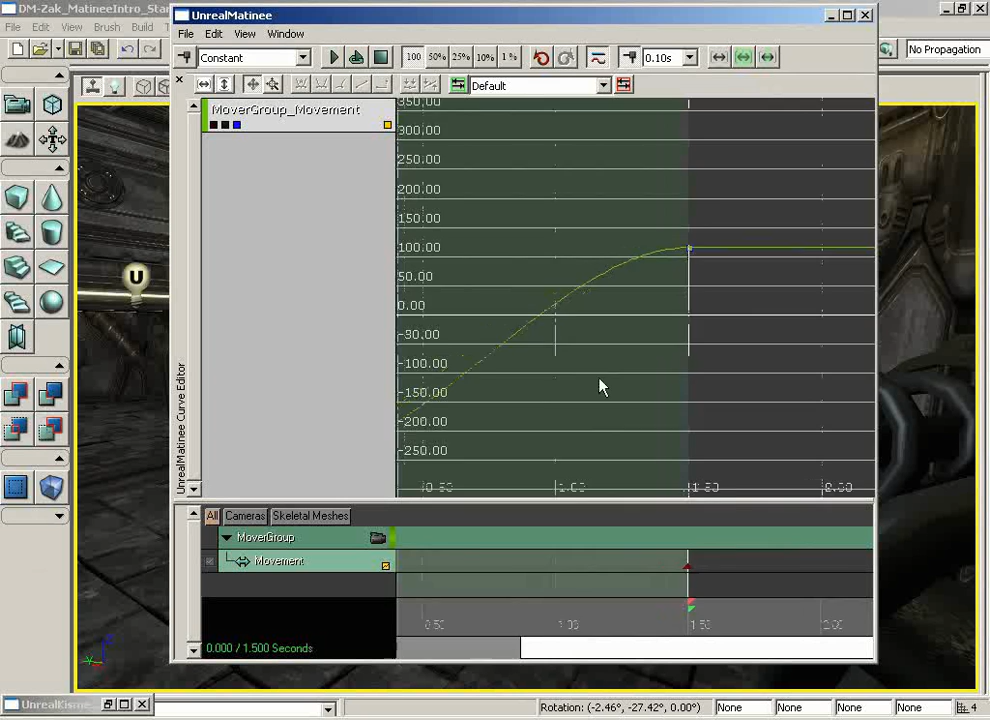 DM-Zak_MatineeIntro_Star
UnrealMatinee
File Edit View Brush Build
File Edit View Window
Constant
100 50% 25% 10% 1%
0.10s
No Propagation
Default
MoverGroup_Movement
350.00
300.00
250.00
200.00
150.00
100.00
50.00
0.00
-50.00
-100.00
-150.00
-200.00
-250.00
0.50 1.00 1.50 2.00
UnrealMatinee Curve Editor
U
All Cameras Skeletal Meshes
MoverGroup
Movement
0.50 1.00 1.50 2.00
0.000 / 1.500 Seconds
UnrealKisme
Rotation: (-2.46°, -27.42°, 0.00°) None None None None 4